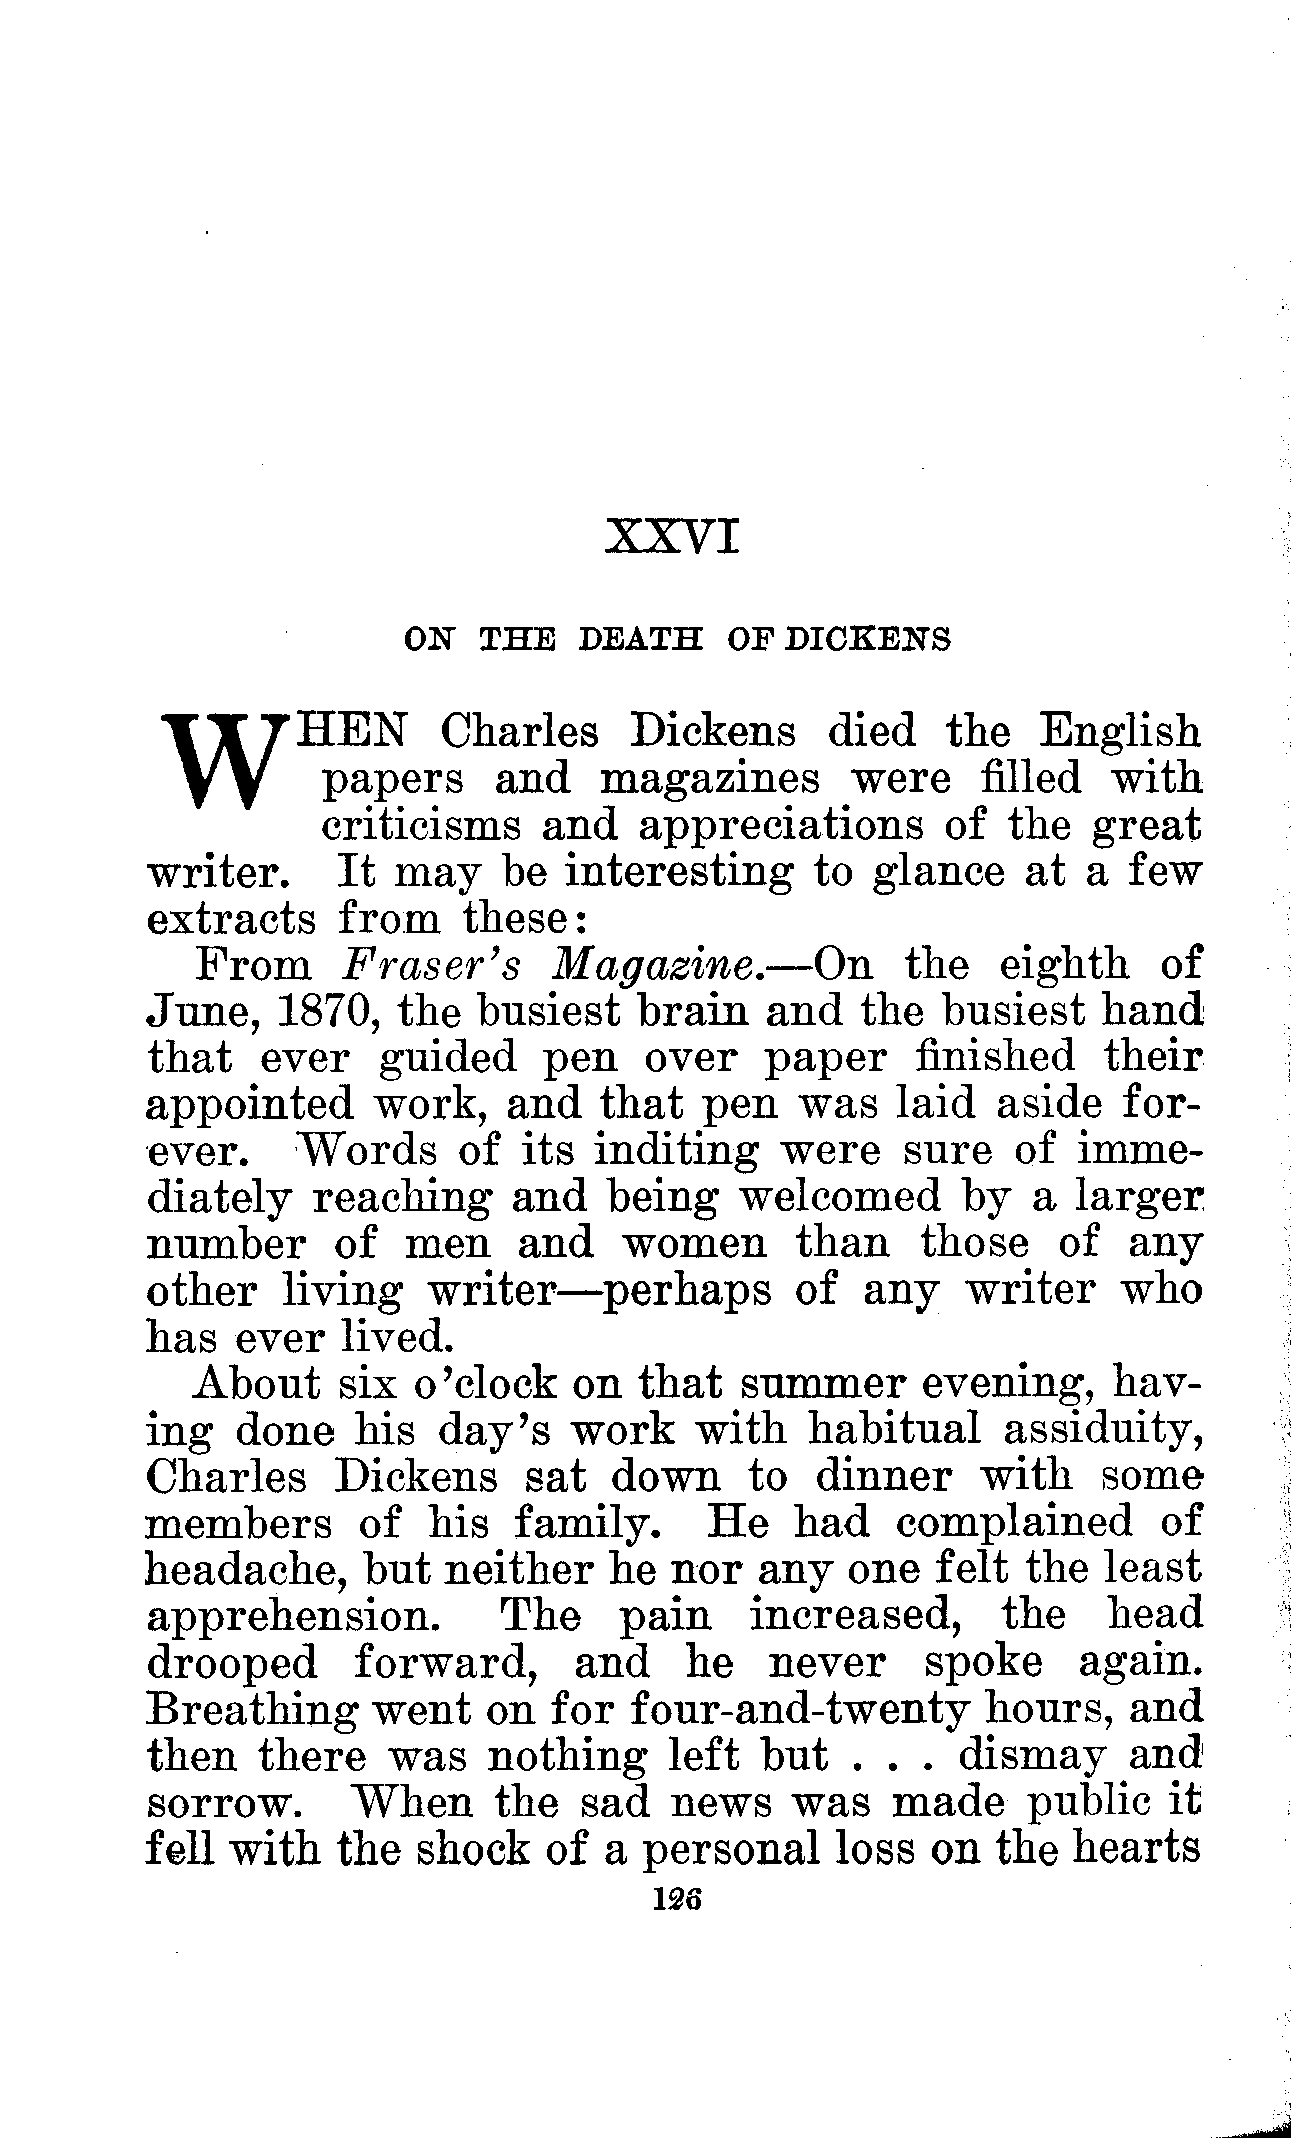 XXVI
ON THE DEATH OF DICKENS
WHEN Charles Dickens died the English
papers and magazines were filled with
criticisms and appreciations of the great
writer. It may be interesting to glance at a few
extracts from these:
From Fraser's Magazine.—On the eighth of
June, 1870, the busiest brain and the busiest hand
that ever guided pen over paper finished their
appointed work, and that pen was laid aside for-
ever. Words of its inditing were sure of imme-
diately reaching and being welcomed by a larger
number of men and women than those of any
other living writer—perhaps of any writer who
has ever lived.
About six o'clock on that summer evening, hav-
ing done his day's work with habitual assiduity,
Charles Dickens sat down to dinner with some
members of his family. He had complained of
headache, but neither he nor any one felt the least
apprehension. The pain increased, the head
drooped forward, and he never spoke again.
Breathing went on for four-and-twenty hours, and
then there was nothing left but . . . dismay and
sorrow. When the sad news was made public it
fell with the shock of a personal loss on the hearts
126